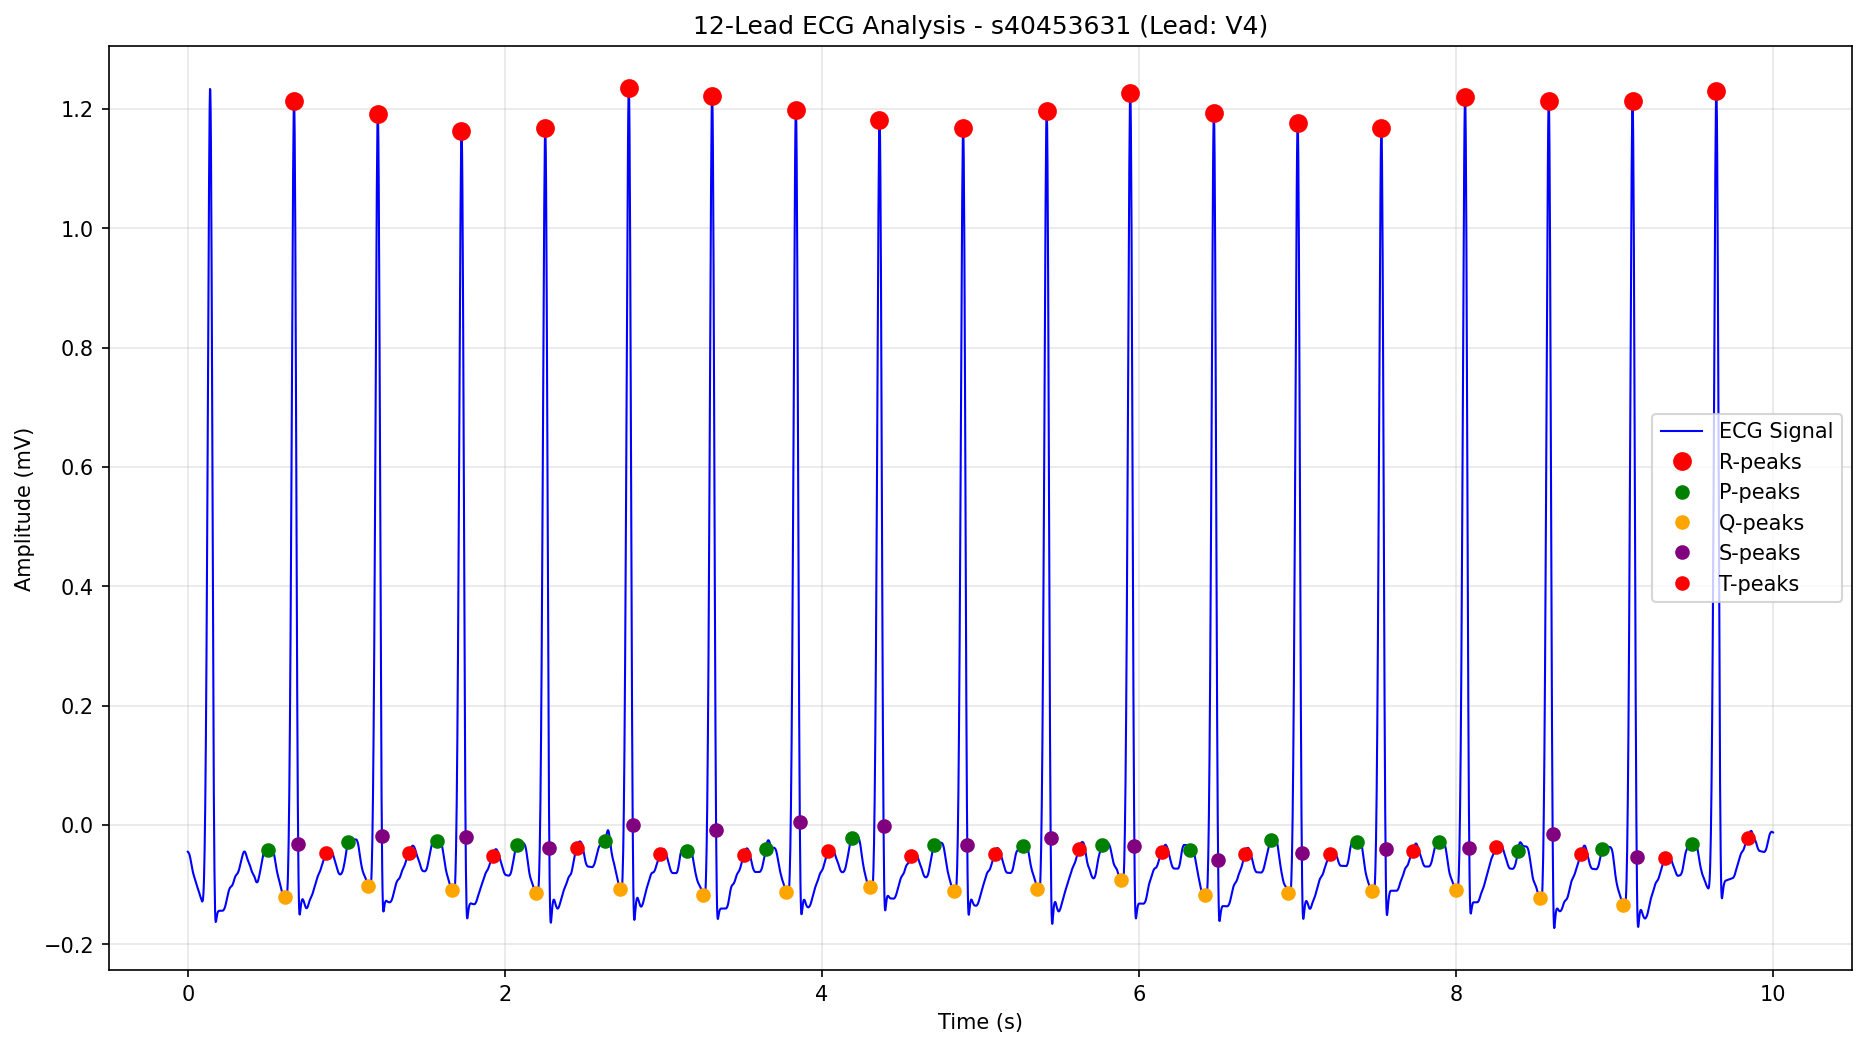 12-Lead ECG Analysis - s40453631 (Lead: V4)
Amplitude (mV)
1.2
1.0
0.8
0.6
0.4
0.2
0.0
−0.2
0
2
4
6
8
10
Time (s)
ECG Signal
R-peaks
P-peaks
Q-peaks
S-peaks
T-peaks